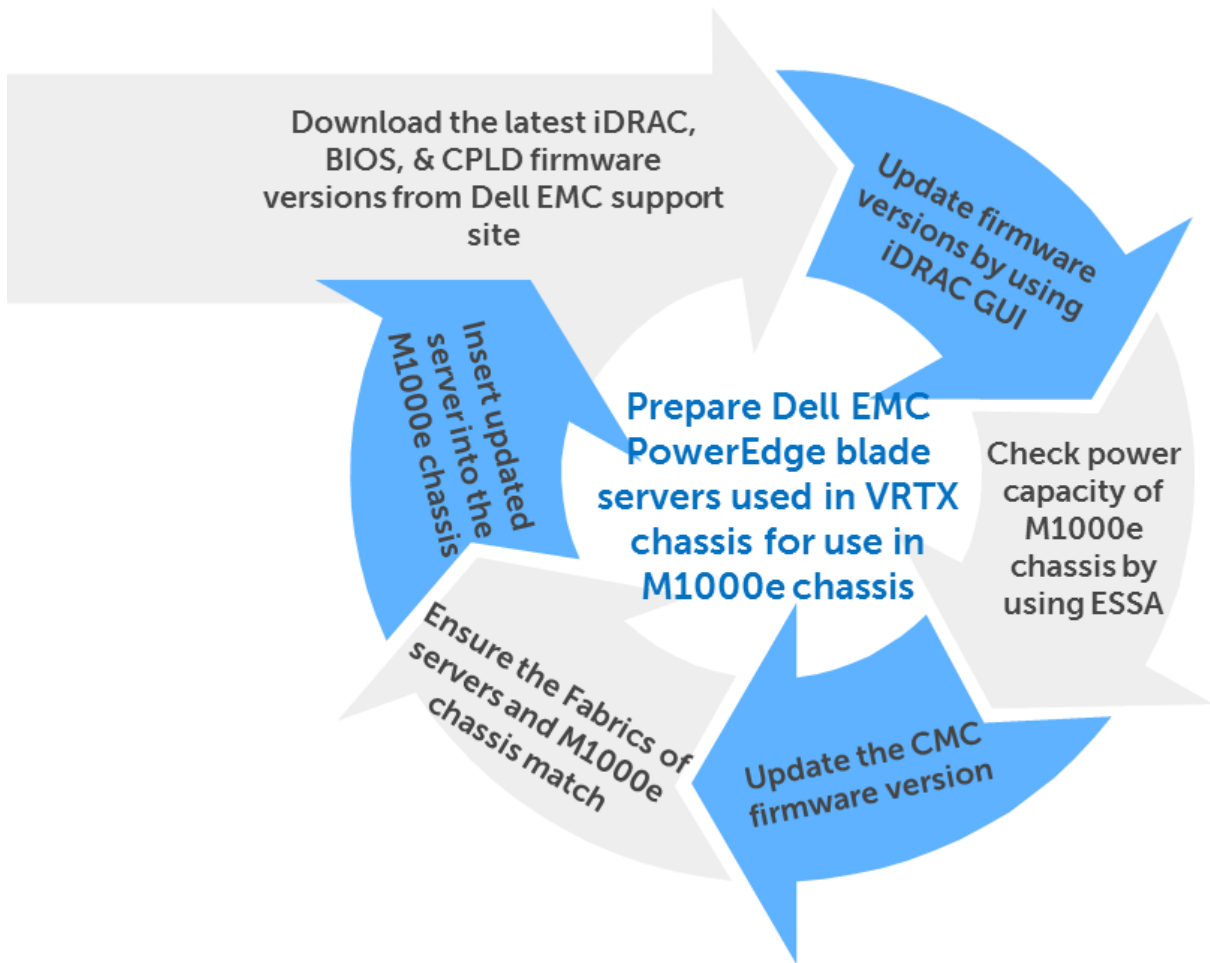 Download the latest iDRAC,
BIOS, & CPLD firmware
versions from Dell EMC support
site
Update firmware
versions by using
iDRAC GUI
Check power
capacity of
M1000e
chassis by
using ESSA
Update the CMC
firmware version
Ensure the Fabrics of
servers and M1000e
chassis match
Insert updated
server into the
M1000e chassis
Prepare Dell EMC
PowerEdge blade
servers used in VRTX
chassis for use in
M1000e chassis